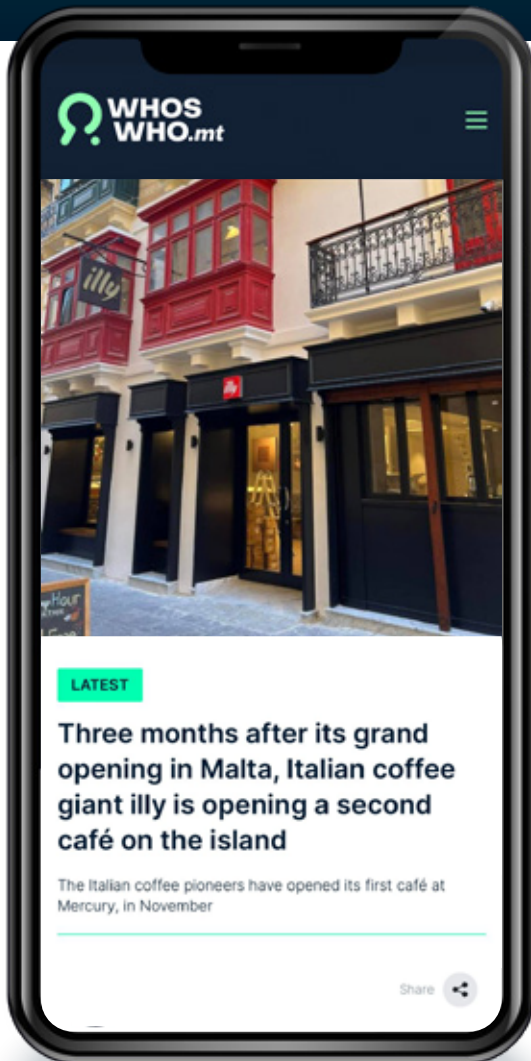 WHOS
WHO.mt
illy
illy
Hour
LATEST
Three months after its grand
opening in Malta, Italian coffee
giant illy is opening a second
café on the island
The Italian coffee pioneers have opened its first café at
Mercury, in November
Share